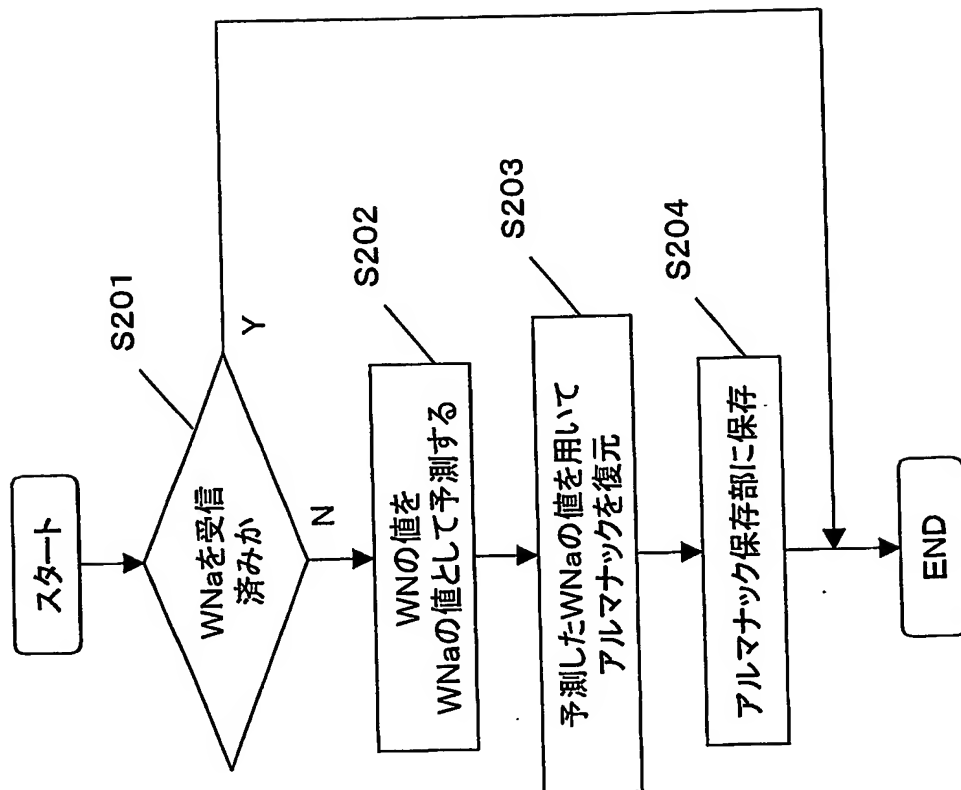 スタート
S201
WNaを受信
済みか
Y
N
S202
WNの値を
WNaの値として予測する
S203
予測したWNaの値を用いて
アルマナックを復元
S204
アルマナック保存部に保存
END